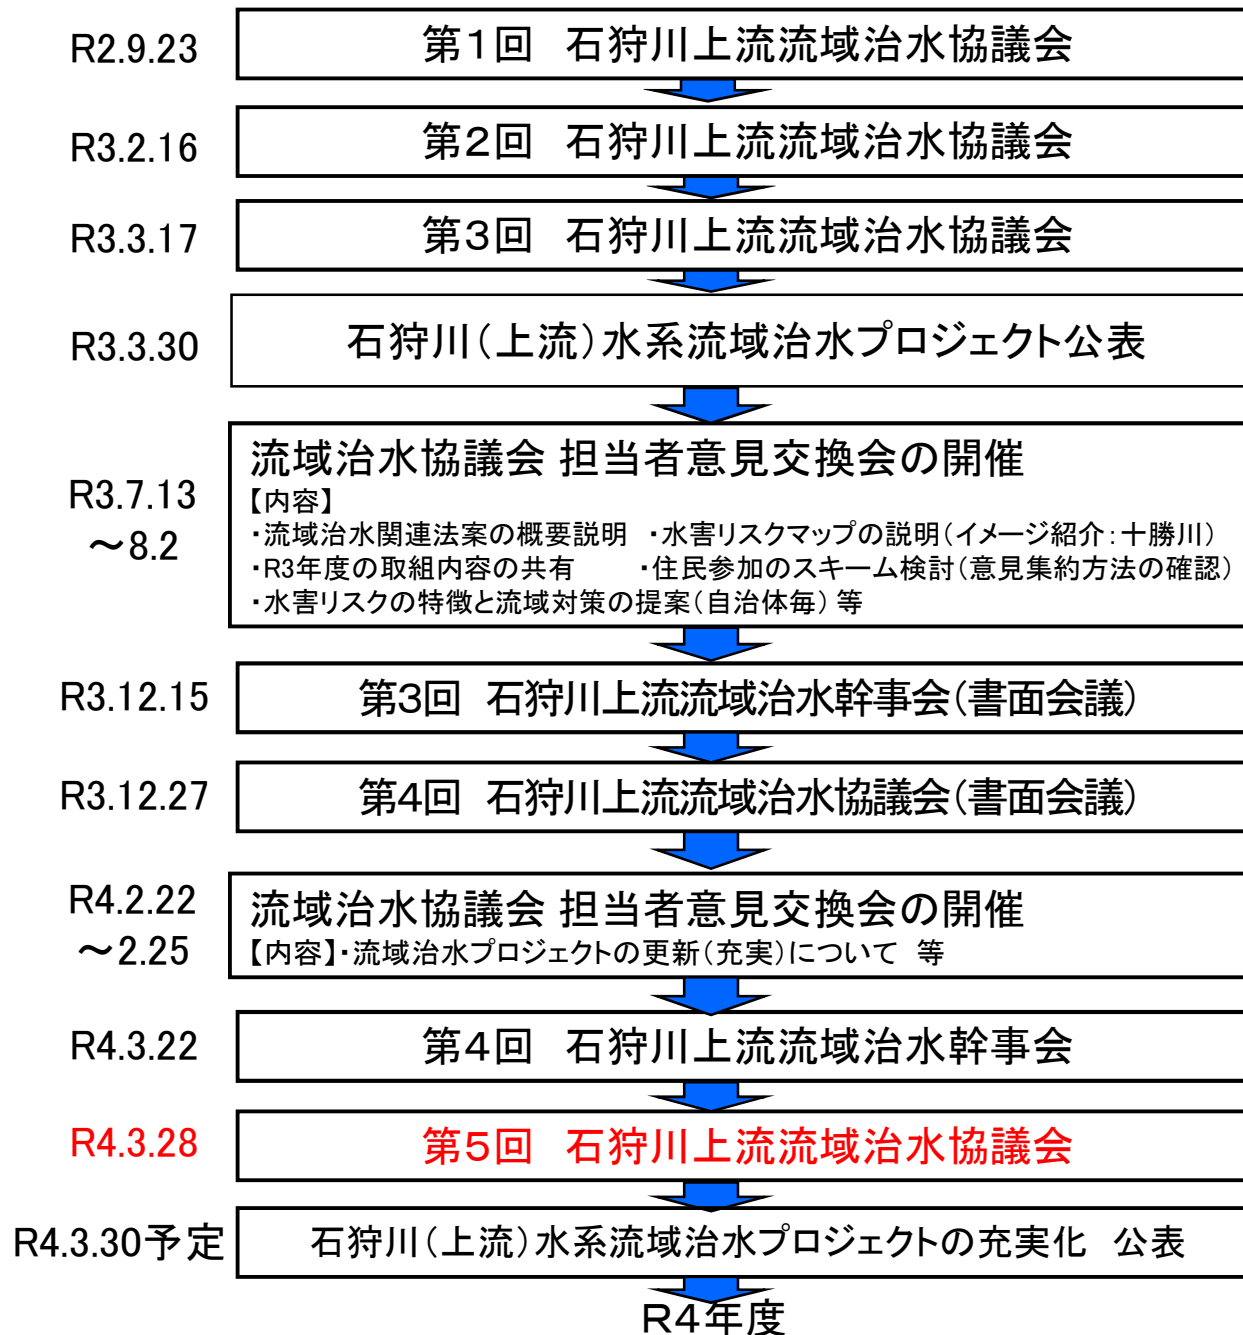 R2.9.23
第1回　石狩川上流流域治水協議会
R3.2.16
第2回　石狩川上流流域治水協議会
R3.3.17
第3回　石狩川上流流域治水協議会
R3.3.30
石狩川（上流）水系流域治水プロジェクト公表
R3.7.13
～8.2
流域治水協議会 担当者意見交換会の開催
【内容】
・流域治水関連法案の概要説明　・水害リスクマップの説明（イメージ紹介：十勝川）
・R3年度の取組内容の共有　　　・住民参加のスキーム検討（意見集約方法の確認）
・水害リスクの特徴と流域対策の提案（自治体毎）等
R3.12.15
第3回　石狩川上流流域治水幹事会（書面会議）
R3.12.27
第4回　石狩川上流流域治水協議会（書面会議）
R4.2.22
～2.25
流域治水協議会 担当者意見交換会の開催
【内容】・流域治水プロジェクトの更新（充実）について　等
R4.3.22
第4回　石狩川上流流域治水幹事会
R4.3.28
第5回　石狩川上流流域治水協議会
R4.3.30予定
石狩川（上流）水系流域治水プロジェクトの充実化　公表
R4年度